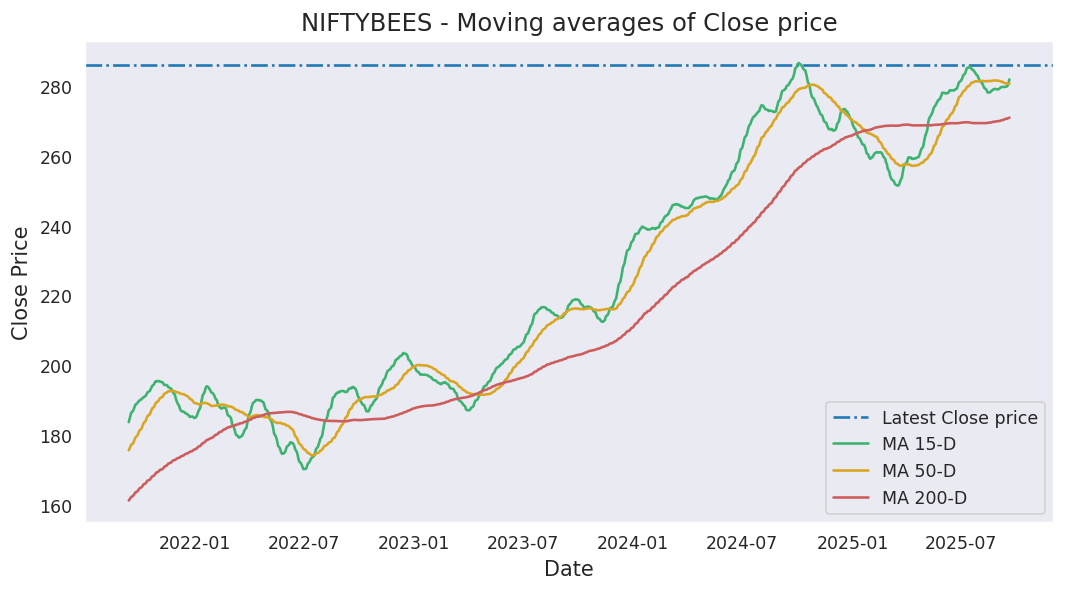 NIFTYBEES - Moving averages of Close price
Close Price
280
260
240
220
200
180
160
Latest Close price
MA 15-D
MA 50-D
MA 200-D
2022-01 2022-07 2023-01 2023-07 2024-01 2024-07 2025-01 2025-07
Date